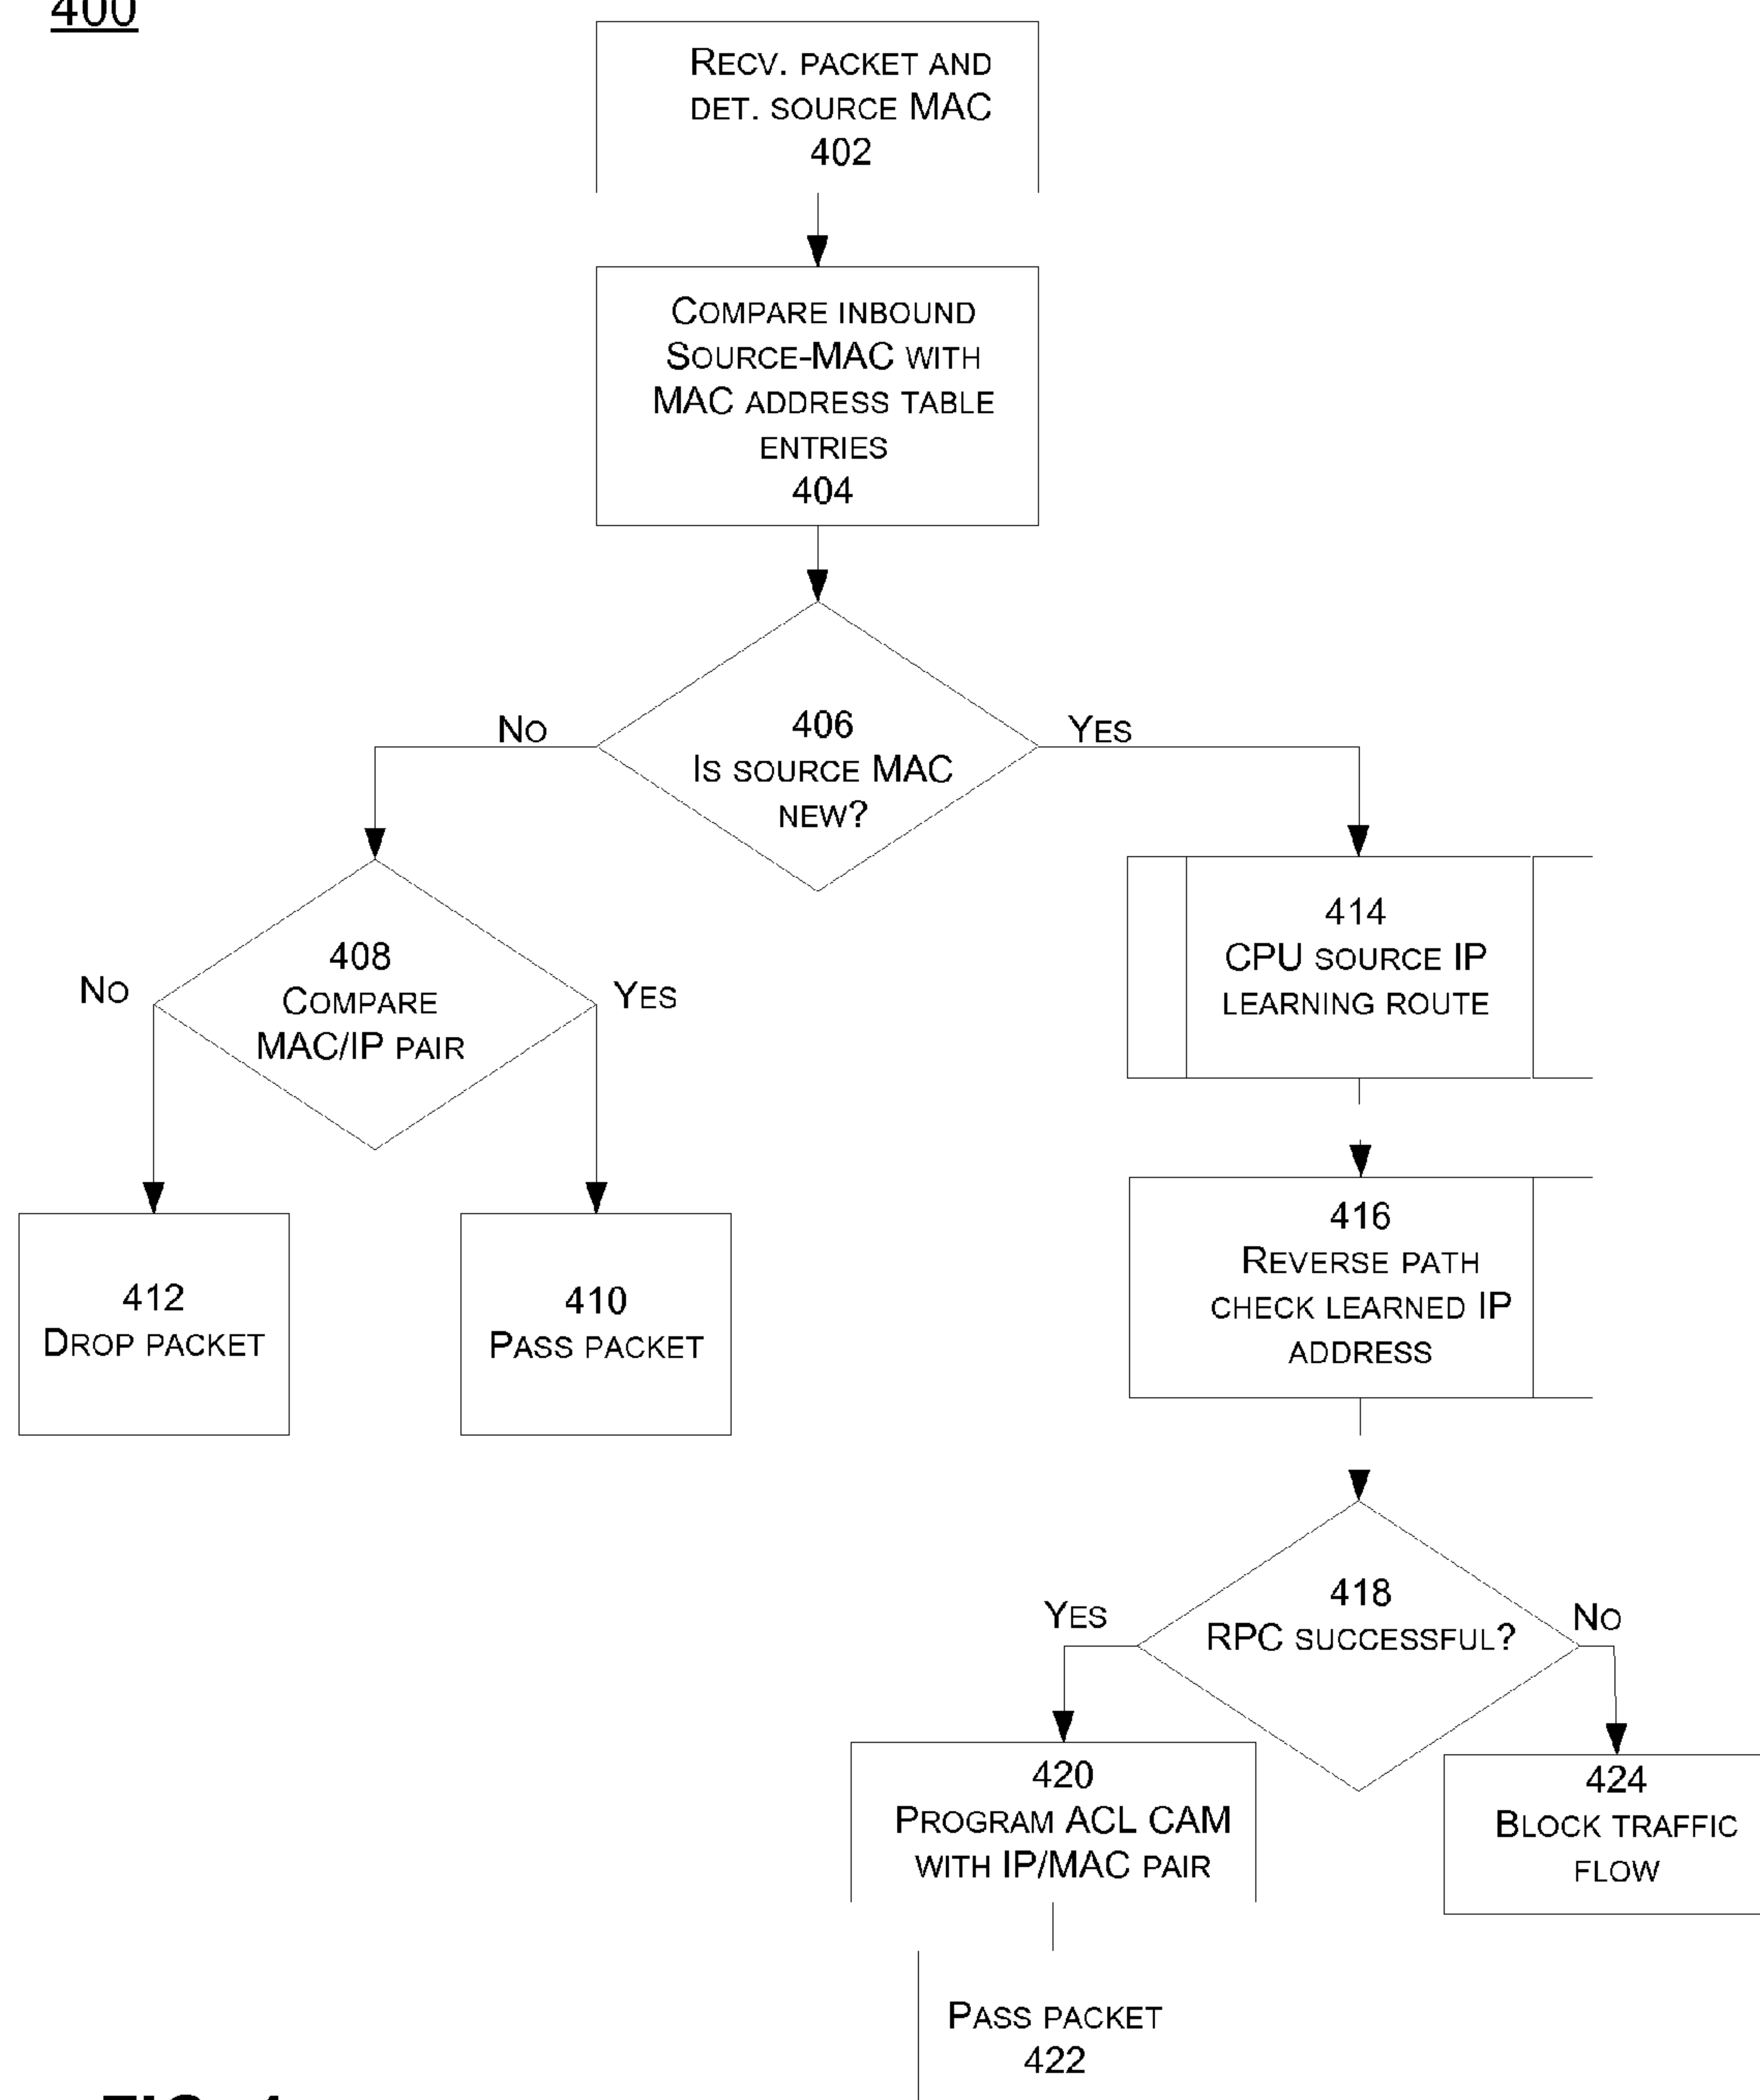 400
RECV. PACKET AND
DET. SOURCE MAC
402
COMPARE INBOUND
SOURCE-MAC WITH
MAC ADDRESS TABLE
ENTRIES
404
406
IS SOURCE MAC
NEW?
NO
YES
408
COMPARE
MAC/IP PAIR
NO
YES
412
DROP PACKET
410
PASS PACKET
414
CPU SOURCE IP
LEARNING ROUTE
416
REVERSE PATH
CHECK LEARNED IP
ADDRESS
418
RPC SUCCESSFUL?
YES
NO
420
PROGRAM ACL CAM
WITH IP/MAC PAIR
424
BLOCK TRAFFIC
FLOW
PASS PACKET
422